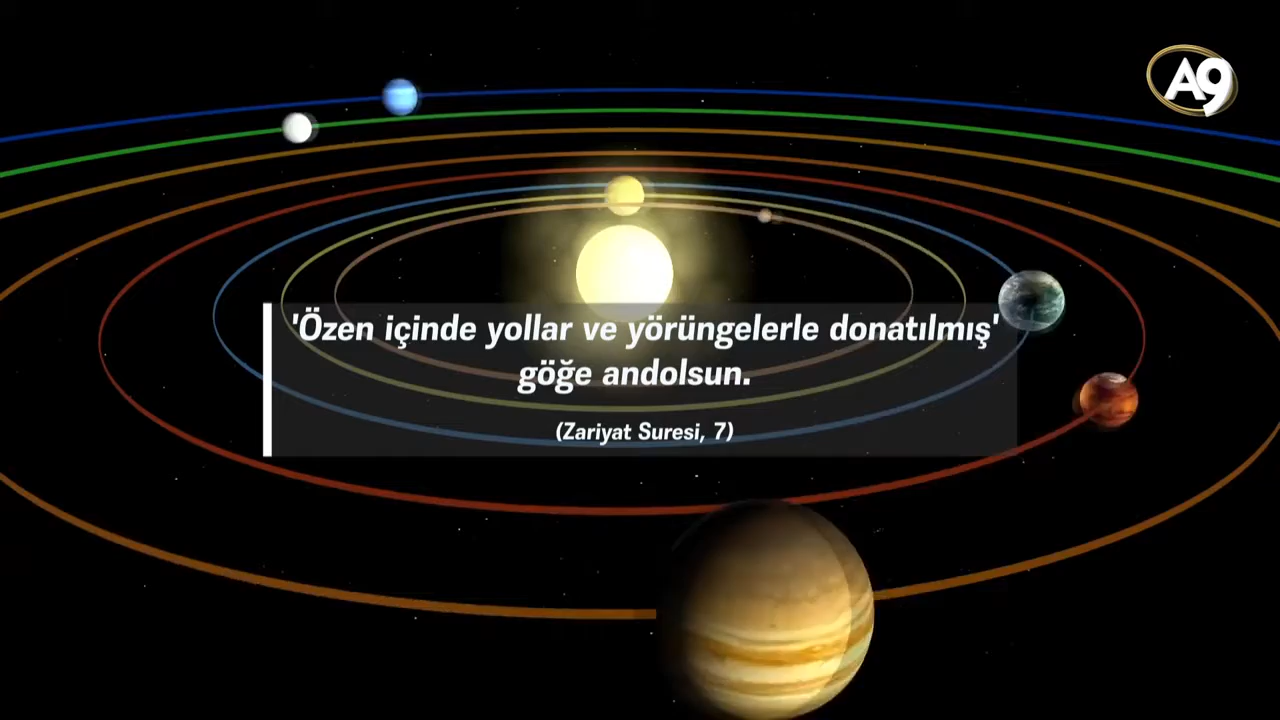 A9
'Özen içinde yollar ve yörüngelerle donatılmış'
göğe andolsun.
(Zariyat Suresi, 7)